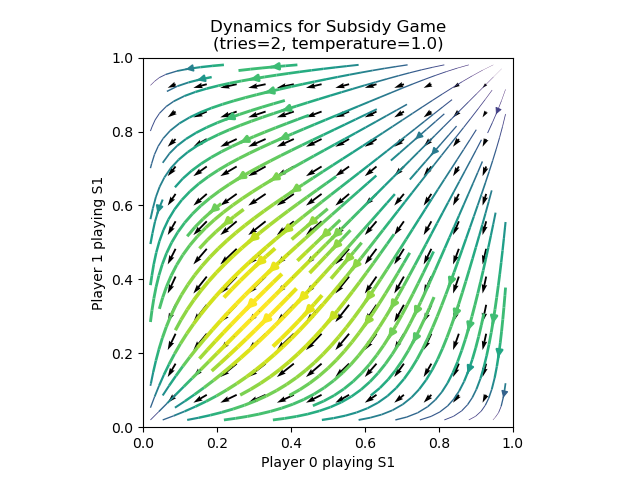 Dynamics for Subsidy Game
(tries=2, temperature=1.0)
1.0
0.8
0.6
0.4
0.2
0.0
Player 1 playing S1
0.0 0.2 0.4 0.6 0.8 1.0
Player 0 playing S1